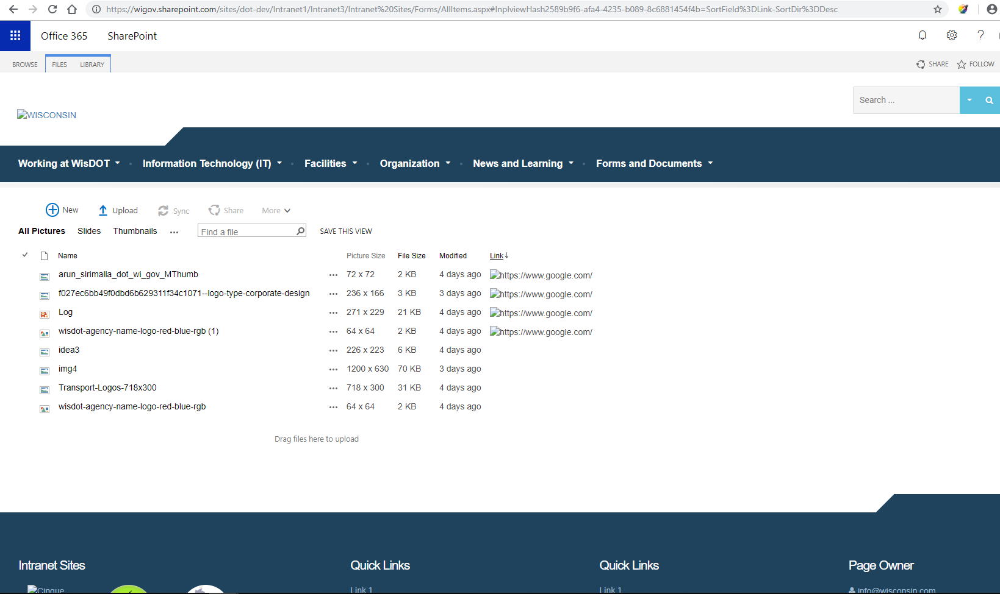 https://wigov.sharepoint.com/sites/dot-dev/Intranet1/Intranet3/Intranet%20Sites/Forms/AllItems.aspx#InplviewHash2589b9f6-afa4-4235-b089-8c6881454f4b=SortField%3DLink-SortDir%3DDesc
Office 365 SharePoint ?
BROWSE FILES LIBRARY SHARE FOLLOW
Search ...
WISCONSIN
Working at WisDOT Information Technology (IT) Facilities Organization News and Learning Forms and Documents
New Upload Sync Share More
All Pictures Slides Thumbnails ... Find a file SAVE THIS VIEW
Name Picture Size File Size Modified Link↓
arun_sirimalla_dot_wi_gov_MThumb ... 72 x 72 2 KB 4 days ago https://www.google.com/
f027ec6bb49f0dbd6b629311f34c1071--logo-type-corporate-design ... 236 x 166 3 KB 3 days ago https://www.google.com/
Log ... 271 x 229 21 KB 4 days ago https://www.google.com/
wisdot-agency-name-logo-red-blue-rgb (1) ... 64 x 64 2 KB 4 days ago https://www.google.com/
idea3 ... 226 x 223 6 KB 4 days ago
img4 ... 1200 x 630 70 KB 3 days ago
Transport-Logos-718x300 ... 718 x 300 31 KB 4 days ago
wisdot-agency-name-logo-red-blue-rgb ... 64 x 64 2 KB 4 days ago
Drag files here to upload
Intranet Sites Quick Links Quick Links Page Owner
Cinque Link 1 Link 1 info@wisconsin.com